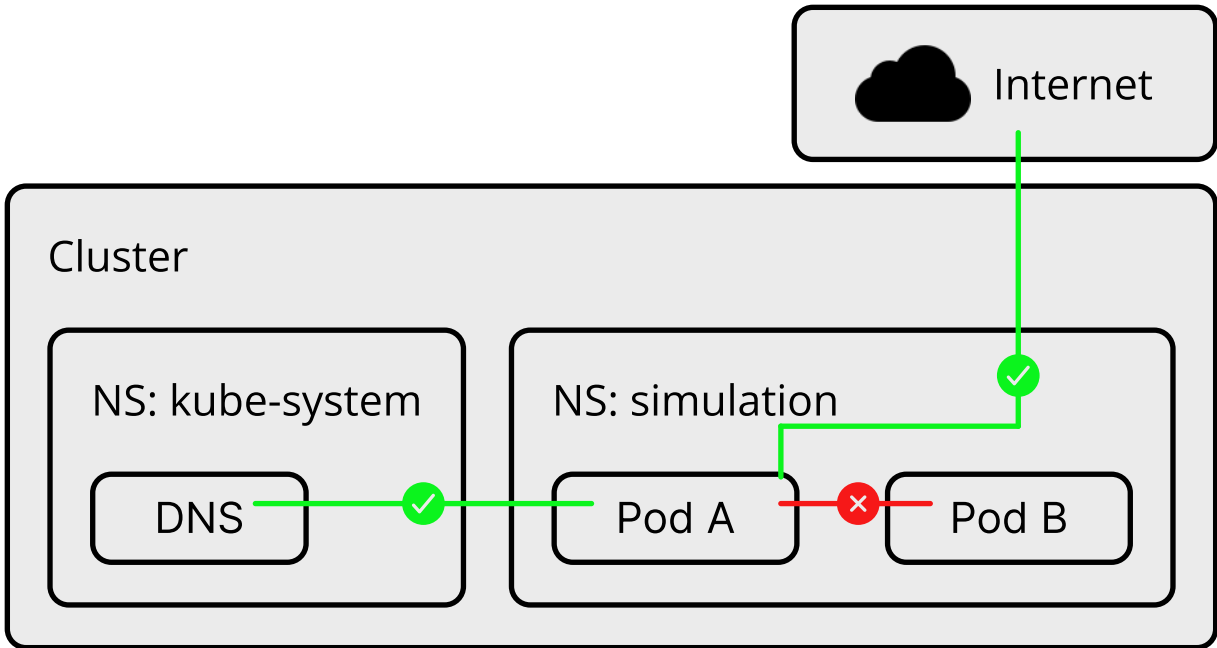 Internet
Cluster
NS: kube-system
NS: simulation
DNS
Pod A
Pod B